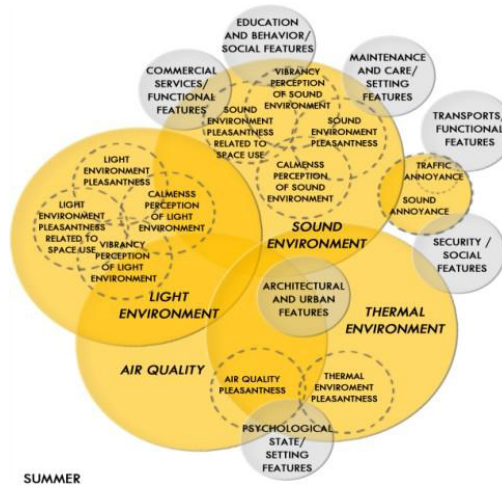 EDUCATION
AND BEHAVIOR/
SOCIAL FEATURES
COMMERCIAL
SERVICES/
FUNCTIONAL
FEATURES
MAINTENANCE
AND CARE/
SETTING
FEATURES
TRANSPORTS/
FUNCTIONAL
FEATURES
VIBRANCY
PERCEPTION
OF SOUND
ENVIRONMENT
SOUND
ENVIRONMENT
PLEASANTNESS
RELATED TO
SPACE USE
SOUND
ENVIRONMENT
PLEASANTNESS
CALMENSS
PERCEPTION
OF SOUND
ENVIRONMENT
TRAFFIC
ANNOYANCE
SOUND
ANNOYANCE
LIGHT
ENVIRONMENT
PLEASANTNESS
LIGHT
ENVIRONMENT
PLEASANTNESS
RELATED TO
SPACE USE
CALMENSS
PERCEPTION
OF LIGHT
ENVIRONMENT
VIBRANCY
PERCEPTION
OF LIGHT
ENVIRONMENT
SOUND
ENVIRONMENT
SECURITY /
SOCIAL
FEATURES
LIGHT
ENVIRONMENT
ARCHITECTURAL
AND URBAN
FEATURES
THERMAL
ENVIRONMENT
AIR QUALITY
AIR QUALITY
PLEASANTNESS
THERMAL
ENVIROMENT
PLEASANTNESS
PSYCHOLOGICAL
STATE/
SETTING
FEATURES
SUMMER